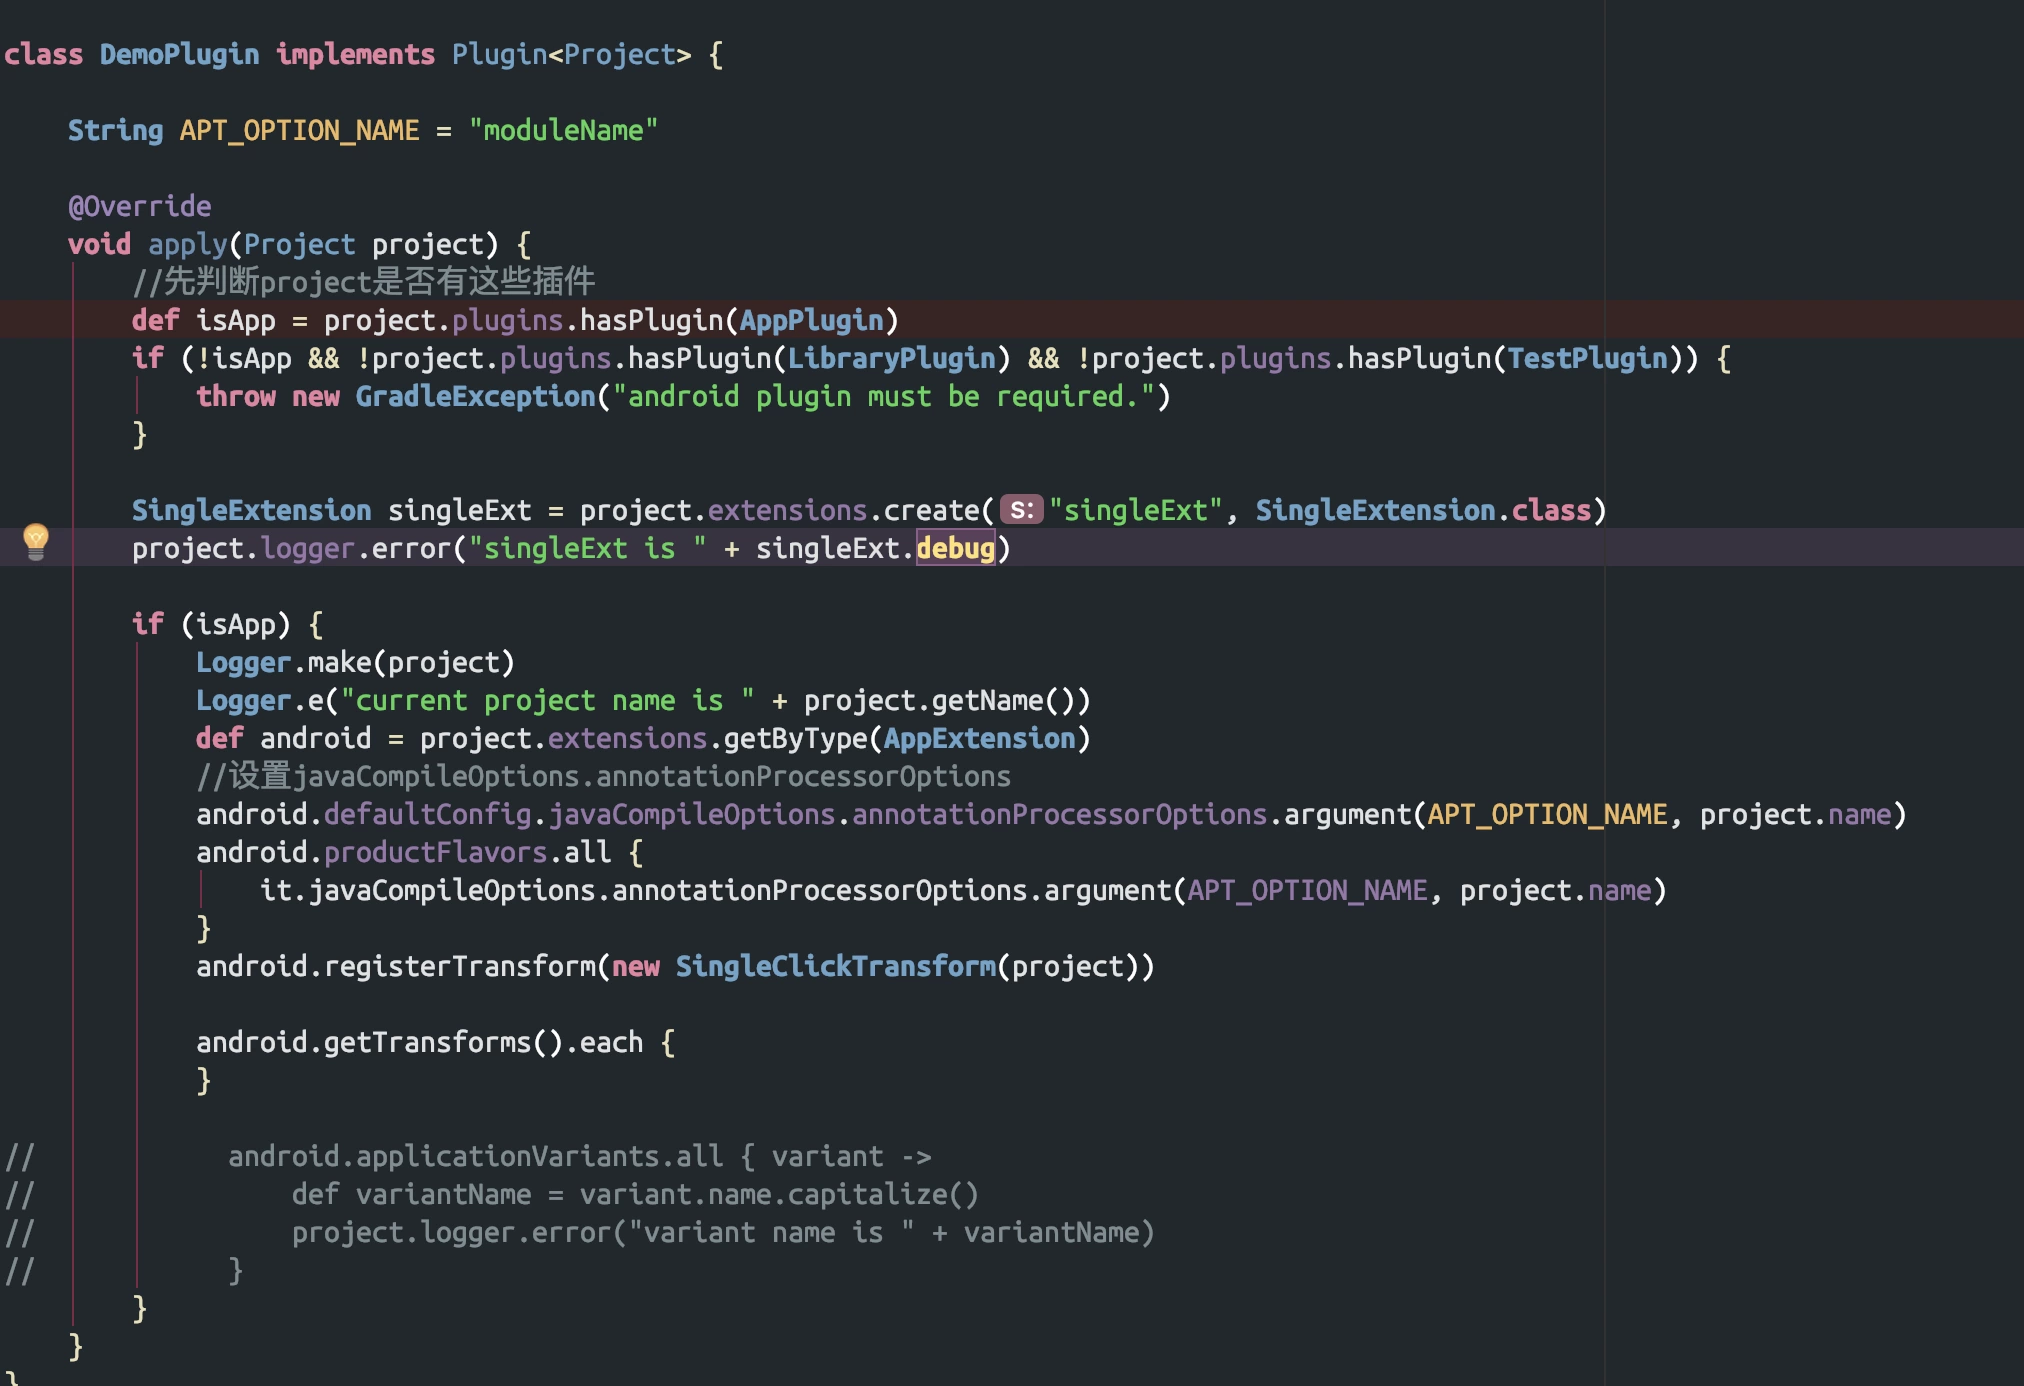 class DemoPlugin implements Plugin<Project> {
String APT_OPTION_NAME = "moduleName"
@Override
void apply(Project project) {
//先判断project是否有这些插件
def isApp = project.plugins.hasPlugin(AppPlugin)
if (!isApp && !project.plugins.hasPlugin(LibraryPlugin) && !project.plugins.hasPlugin(TestPlugin)) {
throw new GradleException("android plugin must be required.")
}
SingleExtension singleExt = project.extensions.create( s: "singleExt", SingleExtension.class)
project.logger.error("singleExt is " + singleExt.debug)
if (isApp) {
Logger.make(project)
Logger.e("current project name is " + project.getName())
def android = project.extensions.getByType(AppExtension)
//设置javaCompileOptions.annotationProcessorOptions
android.defaultConfig.javaCompileOptions.annotationProcessorOptions.argument(APT_OPTION_NAME, project.name)
android.productFlavors.all {
it.javaCompileOptions.annotationProcessorOptions.argument(APT_OPTION_NAME, project.name)
}
android.registerTransform(new SingleClickTransform(project))
android.getTransforms().each {
}
// android.applicationVariants.all { variant ->
// def variantName = variant.name.capitalize()
// project.logger.error("variant name is " + variantName)
// }
}
}
}